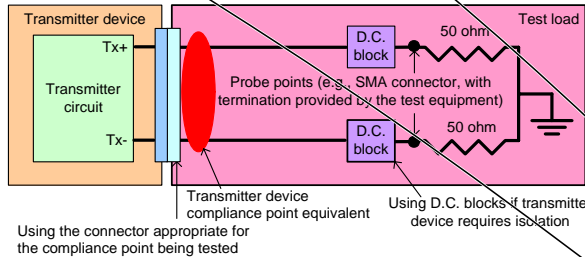 Transmitter device
Test load
Tx+
D.C.
block
50 ohm
Transmitter
circuit
Probe points (e.g., SMA connector, with
termination provided by the test equipment)
Tx-
D.C.
block
50 ohm
Transmitter device
compliance point equivalent
Using D.C. blocks if transmitte
device requires isolation
Using the connector appropriate for
the compliance point being tested